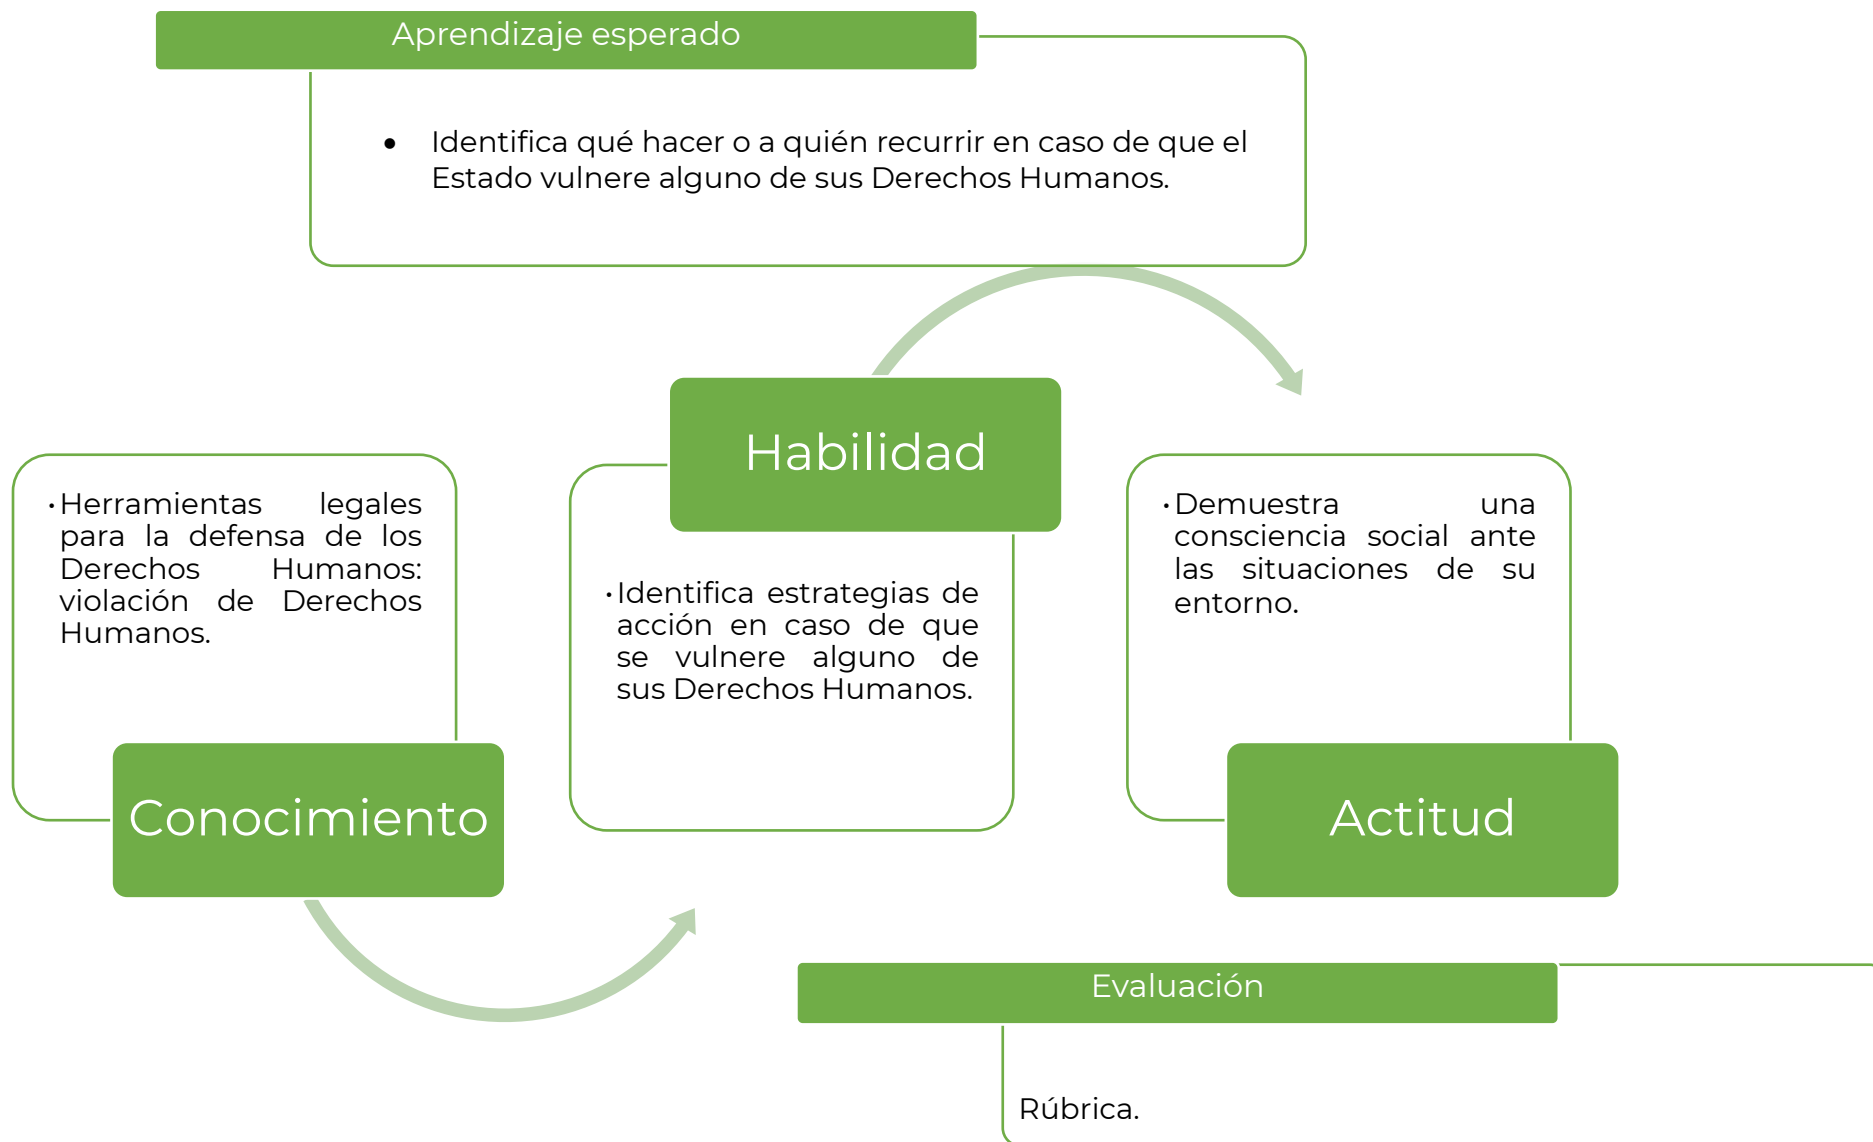 Aprendizaje esperado
• Identifica qué hacer o a quién recurrir en caso de que el
Estado vulnere alguno de sus Derechos Humanos.
•Herramientas legales
para la defensa de los
Derechos Humanos:
violación de Derechos
Humanos.
Conocimiento
Habilidad
•Identifica estrategias de
acción en caso de que
se vulnere alguno de
sus Derechos Humanos.
•Demuestra una
consciencia social ante
las situaciones de su
entorno.
Actitud
Evaluación
Rúbrica.